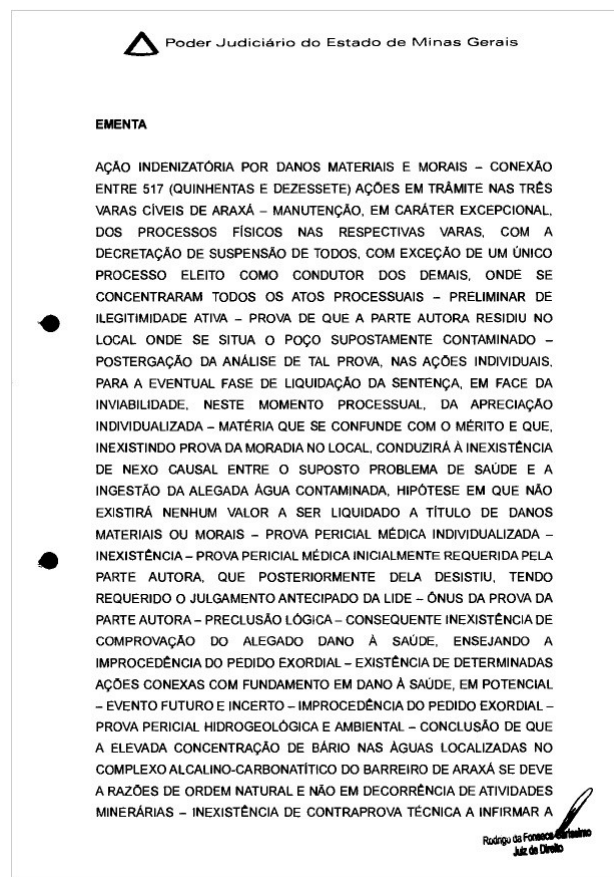 Poder Judiciário do Estado de Minas Gerais
EMENTA
AÇÃO INDENIZATÓRIA POR DANOS MATERIAIS E MORAIS – CONEXÃO
ENTRE 517 (QUINHENTAS E DEZESSETE) AÇÕES EM TRÂMITE NAS TRÊS
VARAS CÍVEIS DE ARAXÁ – MANUTENÇÃO, EM CARÁTER EXCEPCIONAL,
DOS PROCESSOS FÍSICOS NAS RESPECTIVAS VARAS, COM A
DECRETAÇÃO DE SUSPENSÃO DE TODOS, COM EXCEÇÃO DE UM ÚNICO
PROCESSO ELEITO COMO CONDUTOR DOS DEMAIS, ONDE SE
CONCENTRARAM TODOS OS ATOS PROCESSUAIS – PRELIMINAR DE
ILEGITIMIDADE ATIVA – PROVA DE QUE A PARTE AUTORA RESIDIU NO
LOCAL ONDE SE SITUA O POÇO SUPOSTAMENTE CONTAMINADO –
POSTERGAÇÃO DA ANÁLISE DE TAL PROVA, NAS AÇÕES INDIVIDUAIS,
PARA A EVENTUAL FASE DE LIQUIDAÇÃO DA SENTENÇA, EM FACE DA
INVIABILIDADE, NESTE MOMENTO PROCESSUAL, DA APRECIAÇÃO
INDIVIDUALIZADA – MATÉRIA QUE SE CONFUNDE COM O MÉRITO E QUE,
INEXISTINDO PROVA DA MORADIA NO LOCAL, CONDUZIRÁ À INEXISTÊNCIA
DE NEXO CAUSAL ENTRE O SUPOSTO PROBLEMA DE SAÚDE E A
INGESTÃO DA ALEGADA ÁGUA CONTAMINADA, HIPÓTESE EM QUE NÃO
EXISTIRÁ NENHUM VALOR A SER LIQUIDADO A TÍTULO DE DANOS
MATERIAIS OU MORAIS – PROVA PERICIAL MÉDICA INDIVIDUALIZADA –
INEXISTÊNCIA – PROVA PERICIAL MÉDICA INICIALMENTE REQUERIDA PELA
PARTE AUTORA, QUE POSTERIORMENTE DELA DESISTIU, TENDO
REQUERIDO O JULGAMENTO ANTECIPADO DA LIDE – ÔNUS DA PROVA DA
PARTE AUTORA – PRECLUSÃO LÓGICA – CONSEQUENTE INEXISTÊNCIA DE
COMPROVAÇÃO DO ALEGADO DANO À SAÚDE, ENSEJANDO A
IMPROCEDÊNCIA DO PEDIDO EXORDIAL – EXISTÊNCIA DE DETERMINADAS
AÇÕES CONEXAS COM FUNDAMENTO EM DANO À SAÚDE, EM POTENCIAL
– EVENTO FUTURO E INCERTO – IMPROCEDÊNCIA DO PEDIDO EXORDIAL –
PROVA PERICIAL HIDROGEOLÓGICA E AMBIENTAL – CONCLUSÃO DE QUE
A ELEVADA CONCENTRAÇÃO DE BÁRIO NAS ÁGUAS LOCALIZADAS NO
COMPLEXO ALCALINO-CARBONATÍTICO DO BARREIRO DE ARAXÁ SE DEVE
A RAZÕES DE ORDEM NATURAL E NÃO EM DECORRÊNCIA DE ATIVIDADES
MINERÁRIAS – INEXISTÊNCIA DE CONTRAPROVA TÉCNICA A INFIRMAR A
Rodrigo da Fonseca
Juiz de Direito